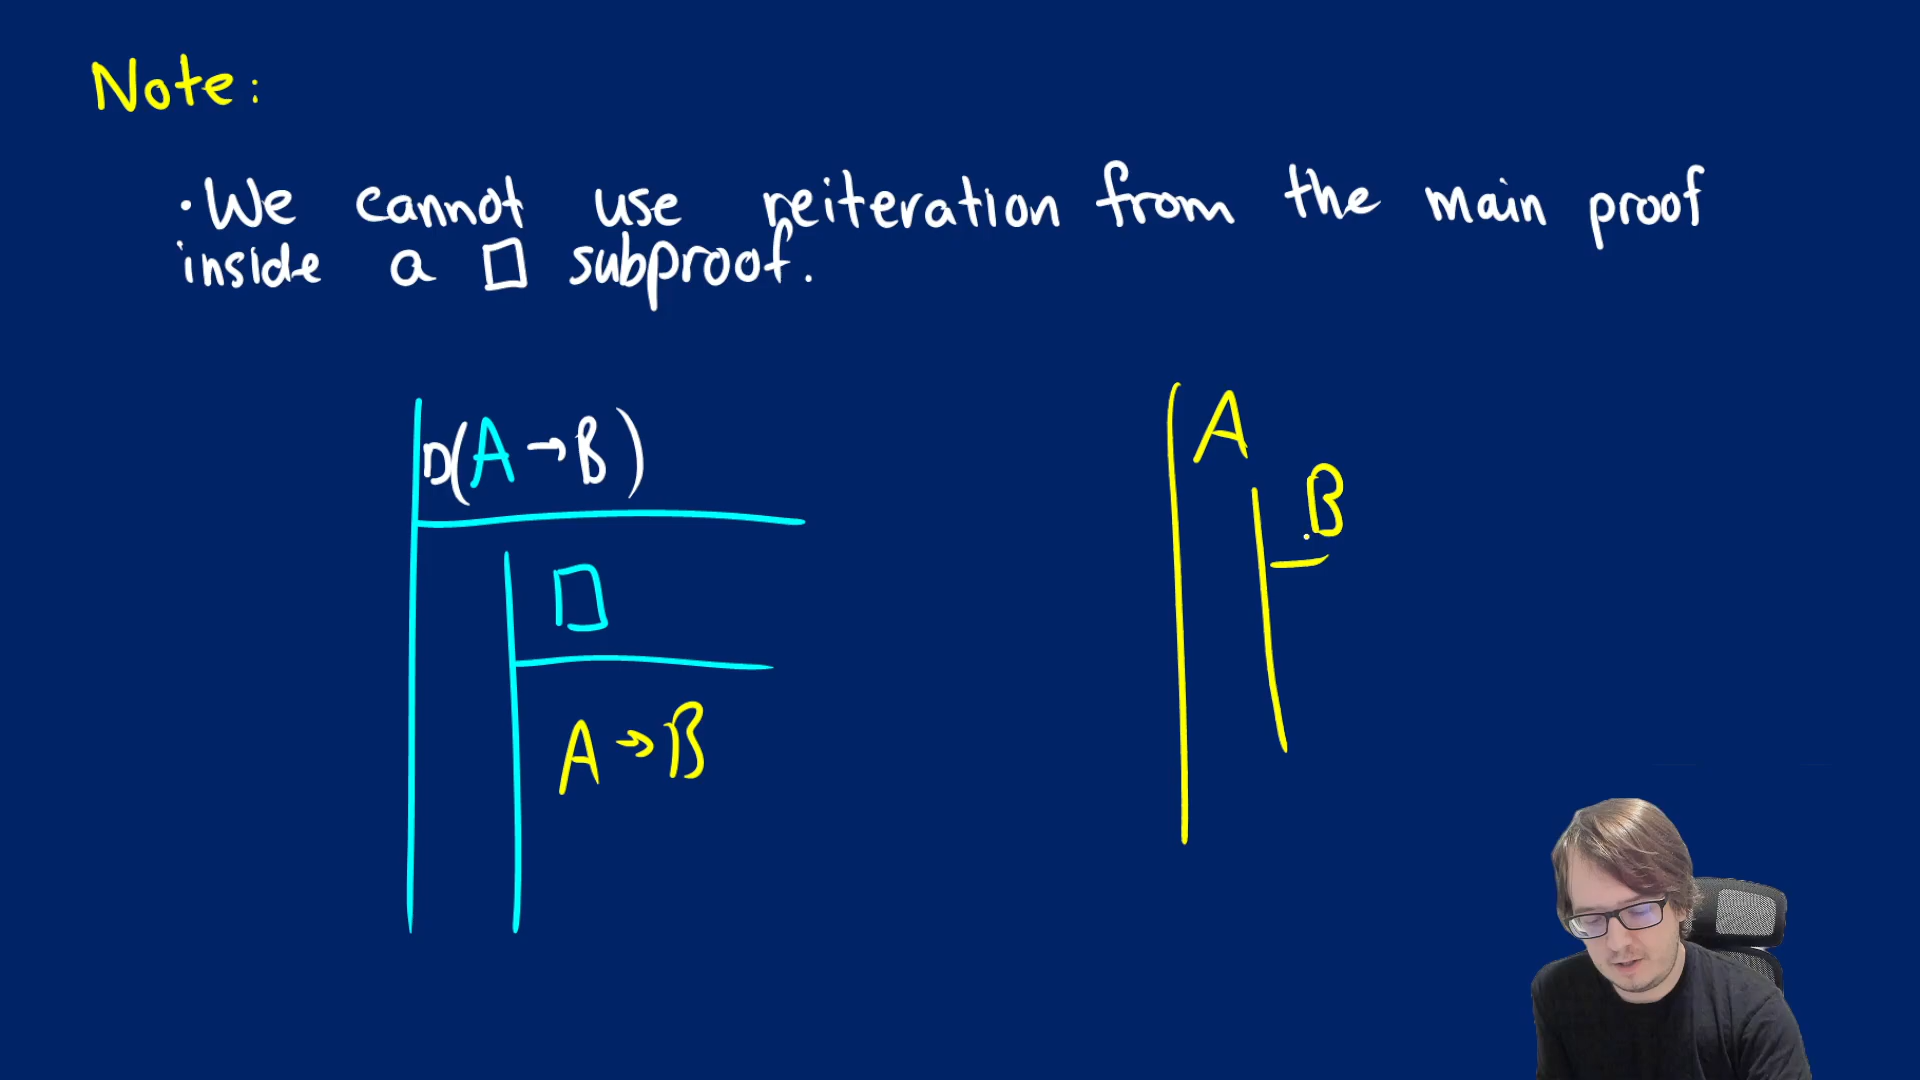 Note:
• We cannot use reiteration from the main proof
inside a □ subproof.
□(A → B)
□
A → B
A
B